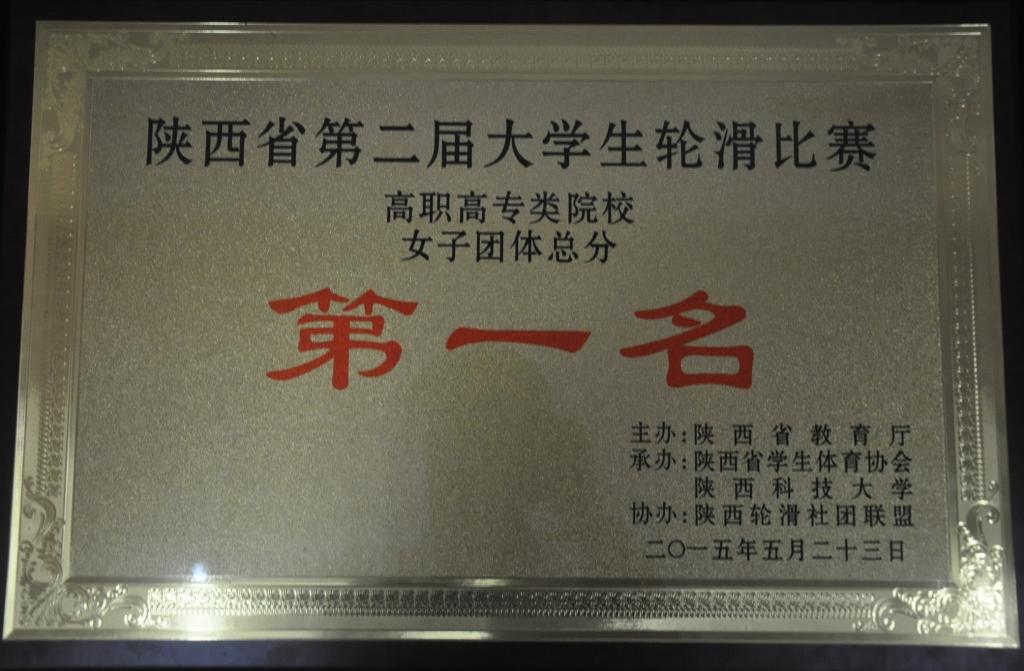 陕西省第二届大学生轮滑比赛
高职高专类院校
女子团体总分
第一名
主办:陕西省教育厅
承办:陕西省学生体育协会
陕西科技大学
协办:陕西轮滑社团联盟
二〇一五年五月二十三日